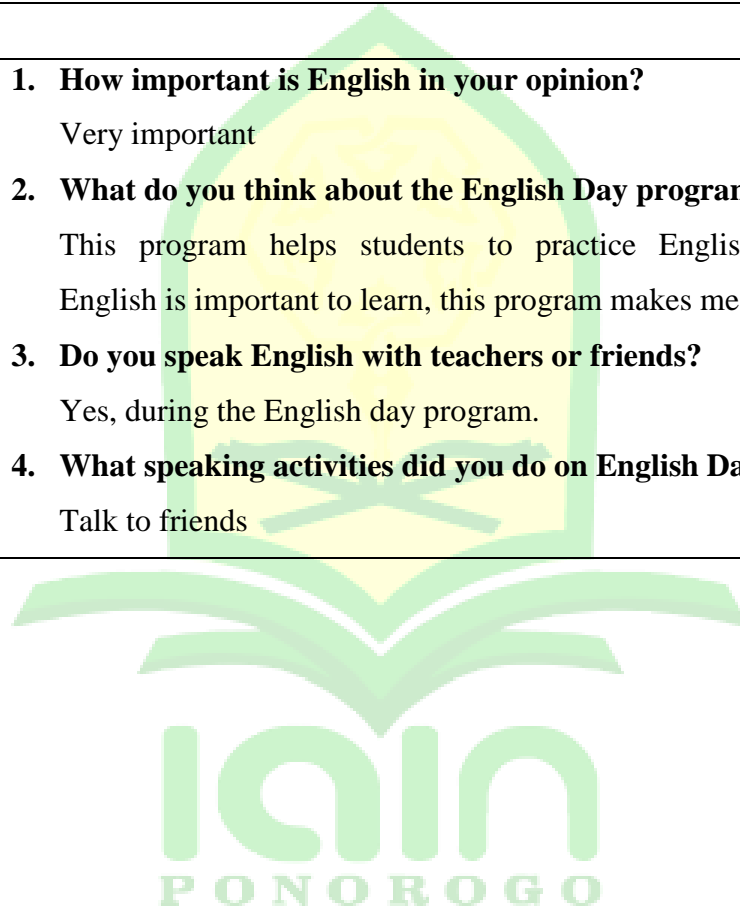 1. How important is English in your opinion?
Very important
2. What do you think about the English Day
This program helps students to practice
English is important to learn, this program makes me
3. Do you speak English with teachers or friends?
Yes, during the English day program.
4. What speaking activities did you do on English
Talk to friends
iain
PONOROGO